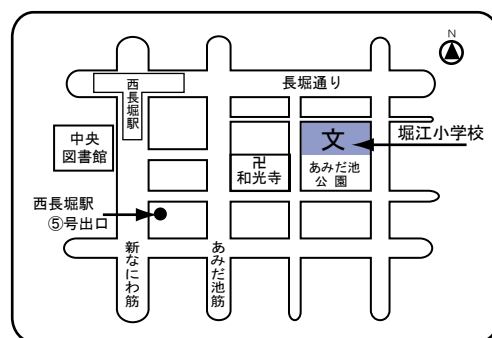 N
長堀通り
西長堀駅
中央
図書館
文
堀江小学校
卍
和光寺
あみだ池
公園
西長堀駅
⑤号出口
新なにわ筋
あみだ池筋